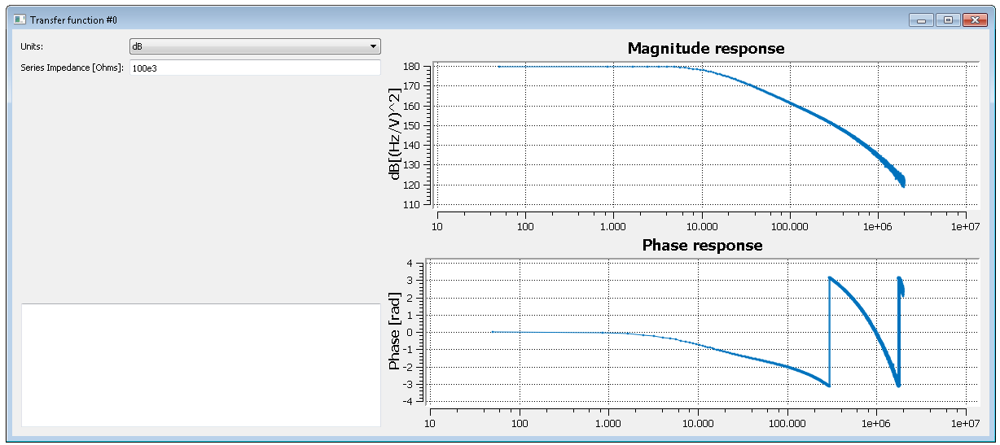 Transfer function #0
Units:
dB
Series Impedance [Ohms]:
100e3
Magnitude response
dB[(Hz/V)^2]
180
170
160
150
140
130
120
110
10
100
1.000
10.000
100.000
1e+06
1e+07
Phase response
Phase [rad]
4
3
2
1
0
-1
-2
-3
-4
10
100
1.000
10.000
100.000
1e+06
1e+07